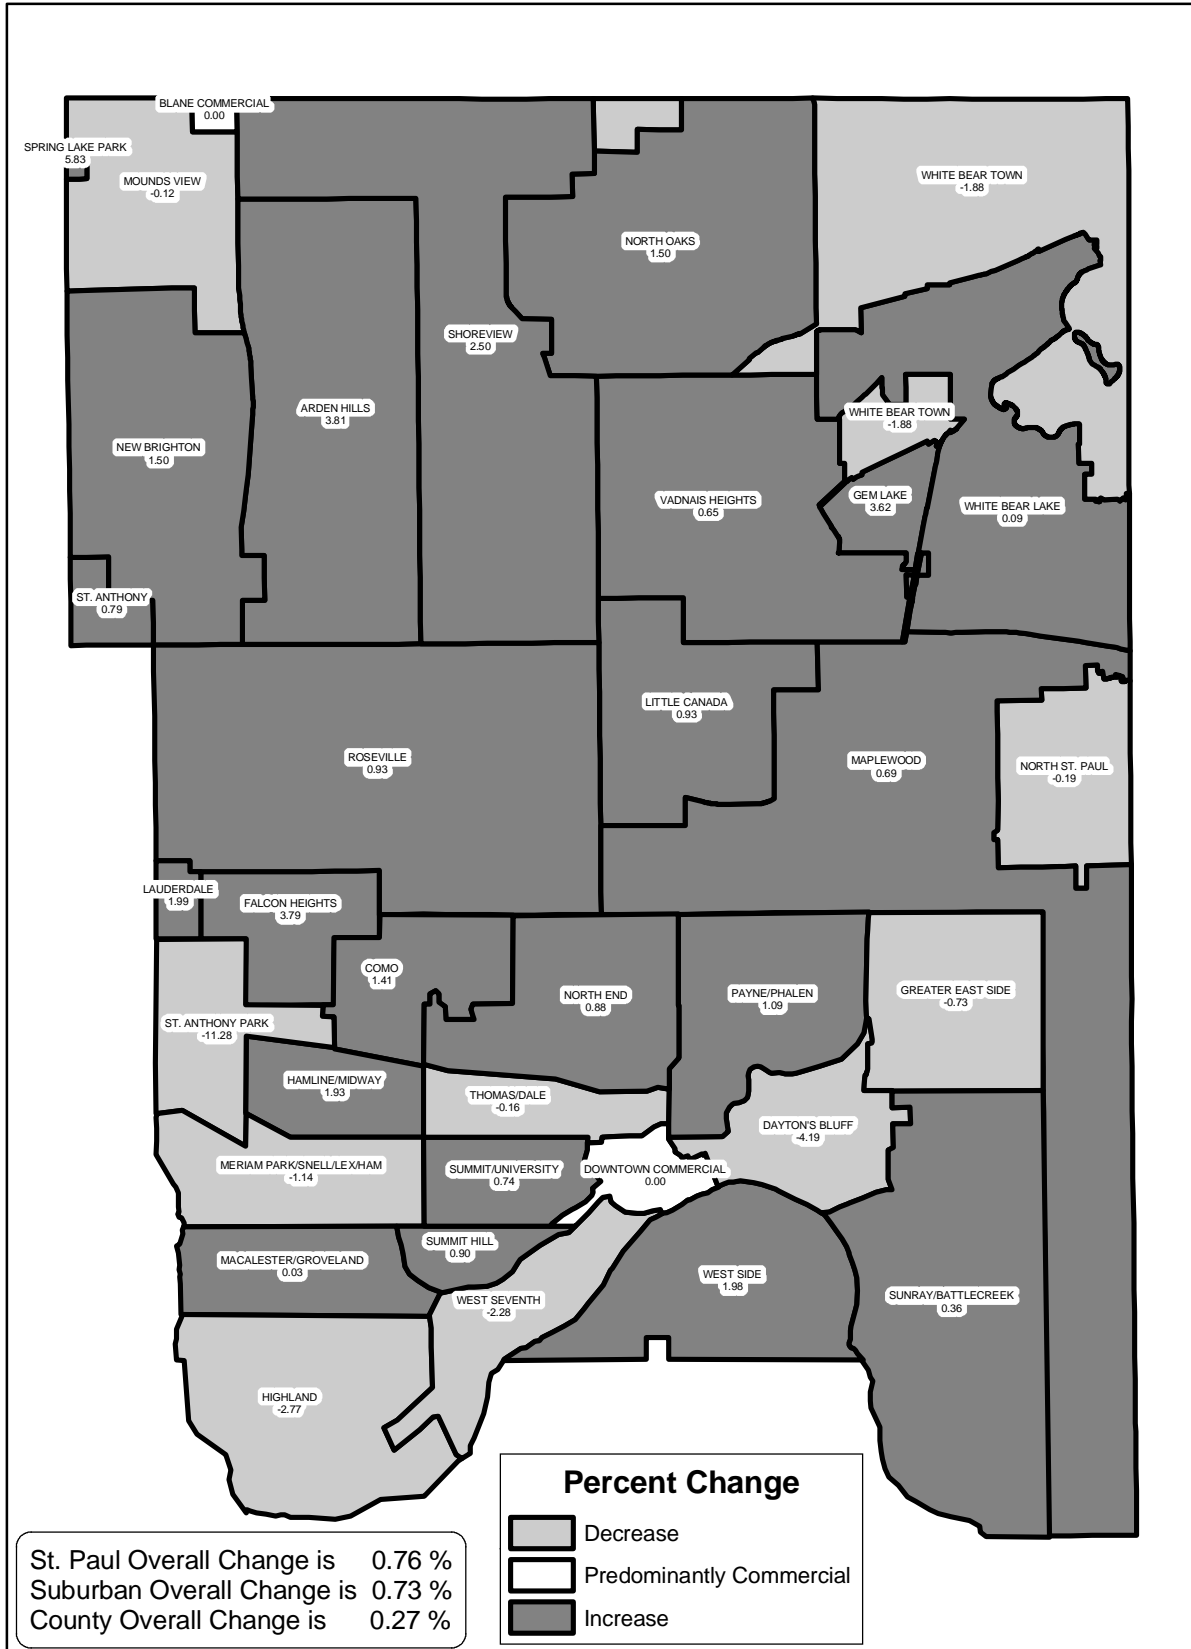 BLANE COMMERCIAL
0.00
SPRING LAKE PARK
5.83
MOUNDS VIEW
-0.12
WHITE BEAR TOWN
-1.88
NORTH OAKS
1.50
SHOREVIEW
2.50
ARDEN HILLS
3.81
WHITE BEAR TOWN
-1.88
NEW BRIGHTON
1.50
VADNAIS HEIGHTS
0.65
GEM LAKE
3.62
WHITE BEAR LAKE
0.09
ST. ANTHONY
0.79
LITTLE CANADA
0.93
ROSEVILLE
0.93
MAPLEWOOD
0.69
NORTH ST. PAUL
-0.19
LAUDERDALE
1.99
FALCON HEIGHTS
3.79
COMO
1.41
NORTH END
0.88
PAYNE/PHALEN
1.09
GREATER EAST SIDE
-0.73
ST. ANTHONY PARK
-11.28
HAMLINE/MIDWAY
1.93
THOMAS/DALE
-0.16
DAYTON'S BLUFF
-4.19
MERIAM PARK/SNELL/LEX/HAM
-1.14
SUMMIT/UNIVERSITY
0.74
DOWNTOWN COMMERCIAL
0.00
SUMMIT HILL
0.90
MACALESTER/GROVELAND
0.03
WEST SIDE
1.98
WEST SEVENTH
-2.28
SUNRAY/BATTLECREEK
0.36
HIGHLAND
-2.77
Percent Change
Decrease
Predominantly Commercial
Increase
St. Paul Overall Change is 0.76 %
Suburban Overall Change is 0.73 %
County Overall Change is 0.27 %